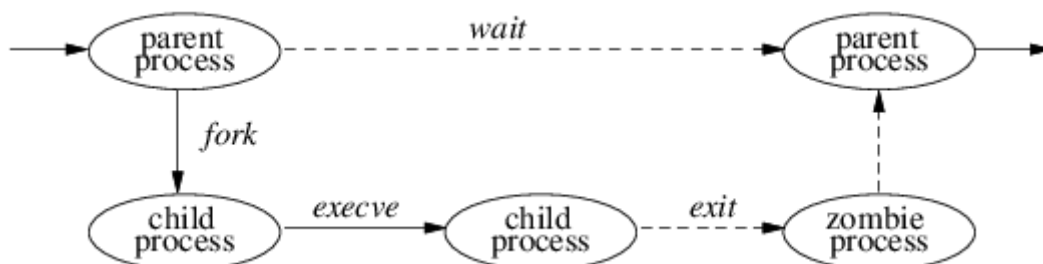 parent
process
wait
parent
process
fork
child
process
execve
child
process
exit
zombie
process